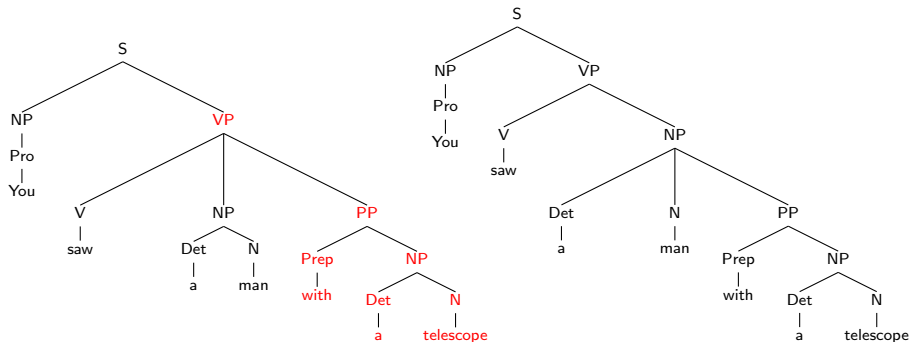 S
NP VP
Pro
You
V NP PP
saw Det N Prep NP
a man with Det N
a telescope
S
NP VP
Pro
You V NP
saw
Det N PP
a man Prep NP
with Det N
a telescope